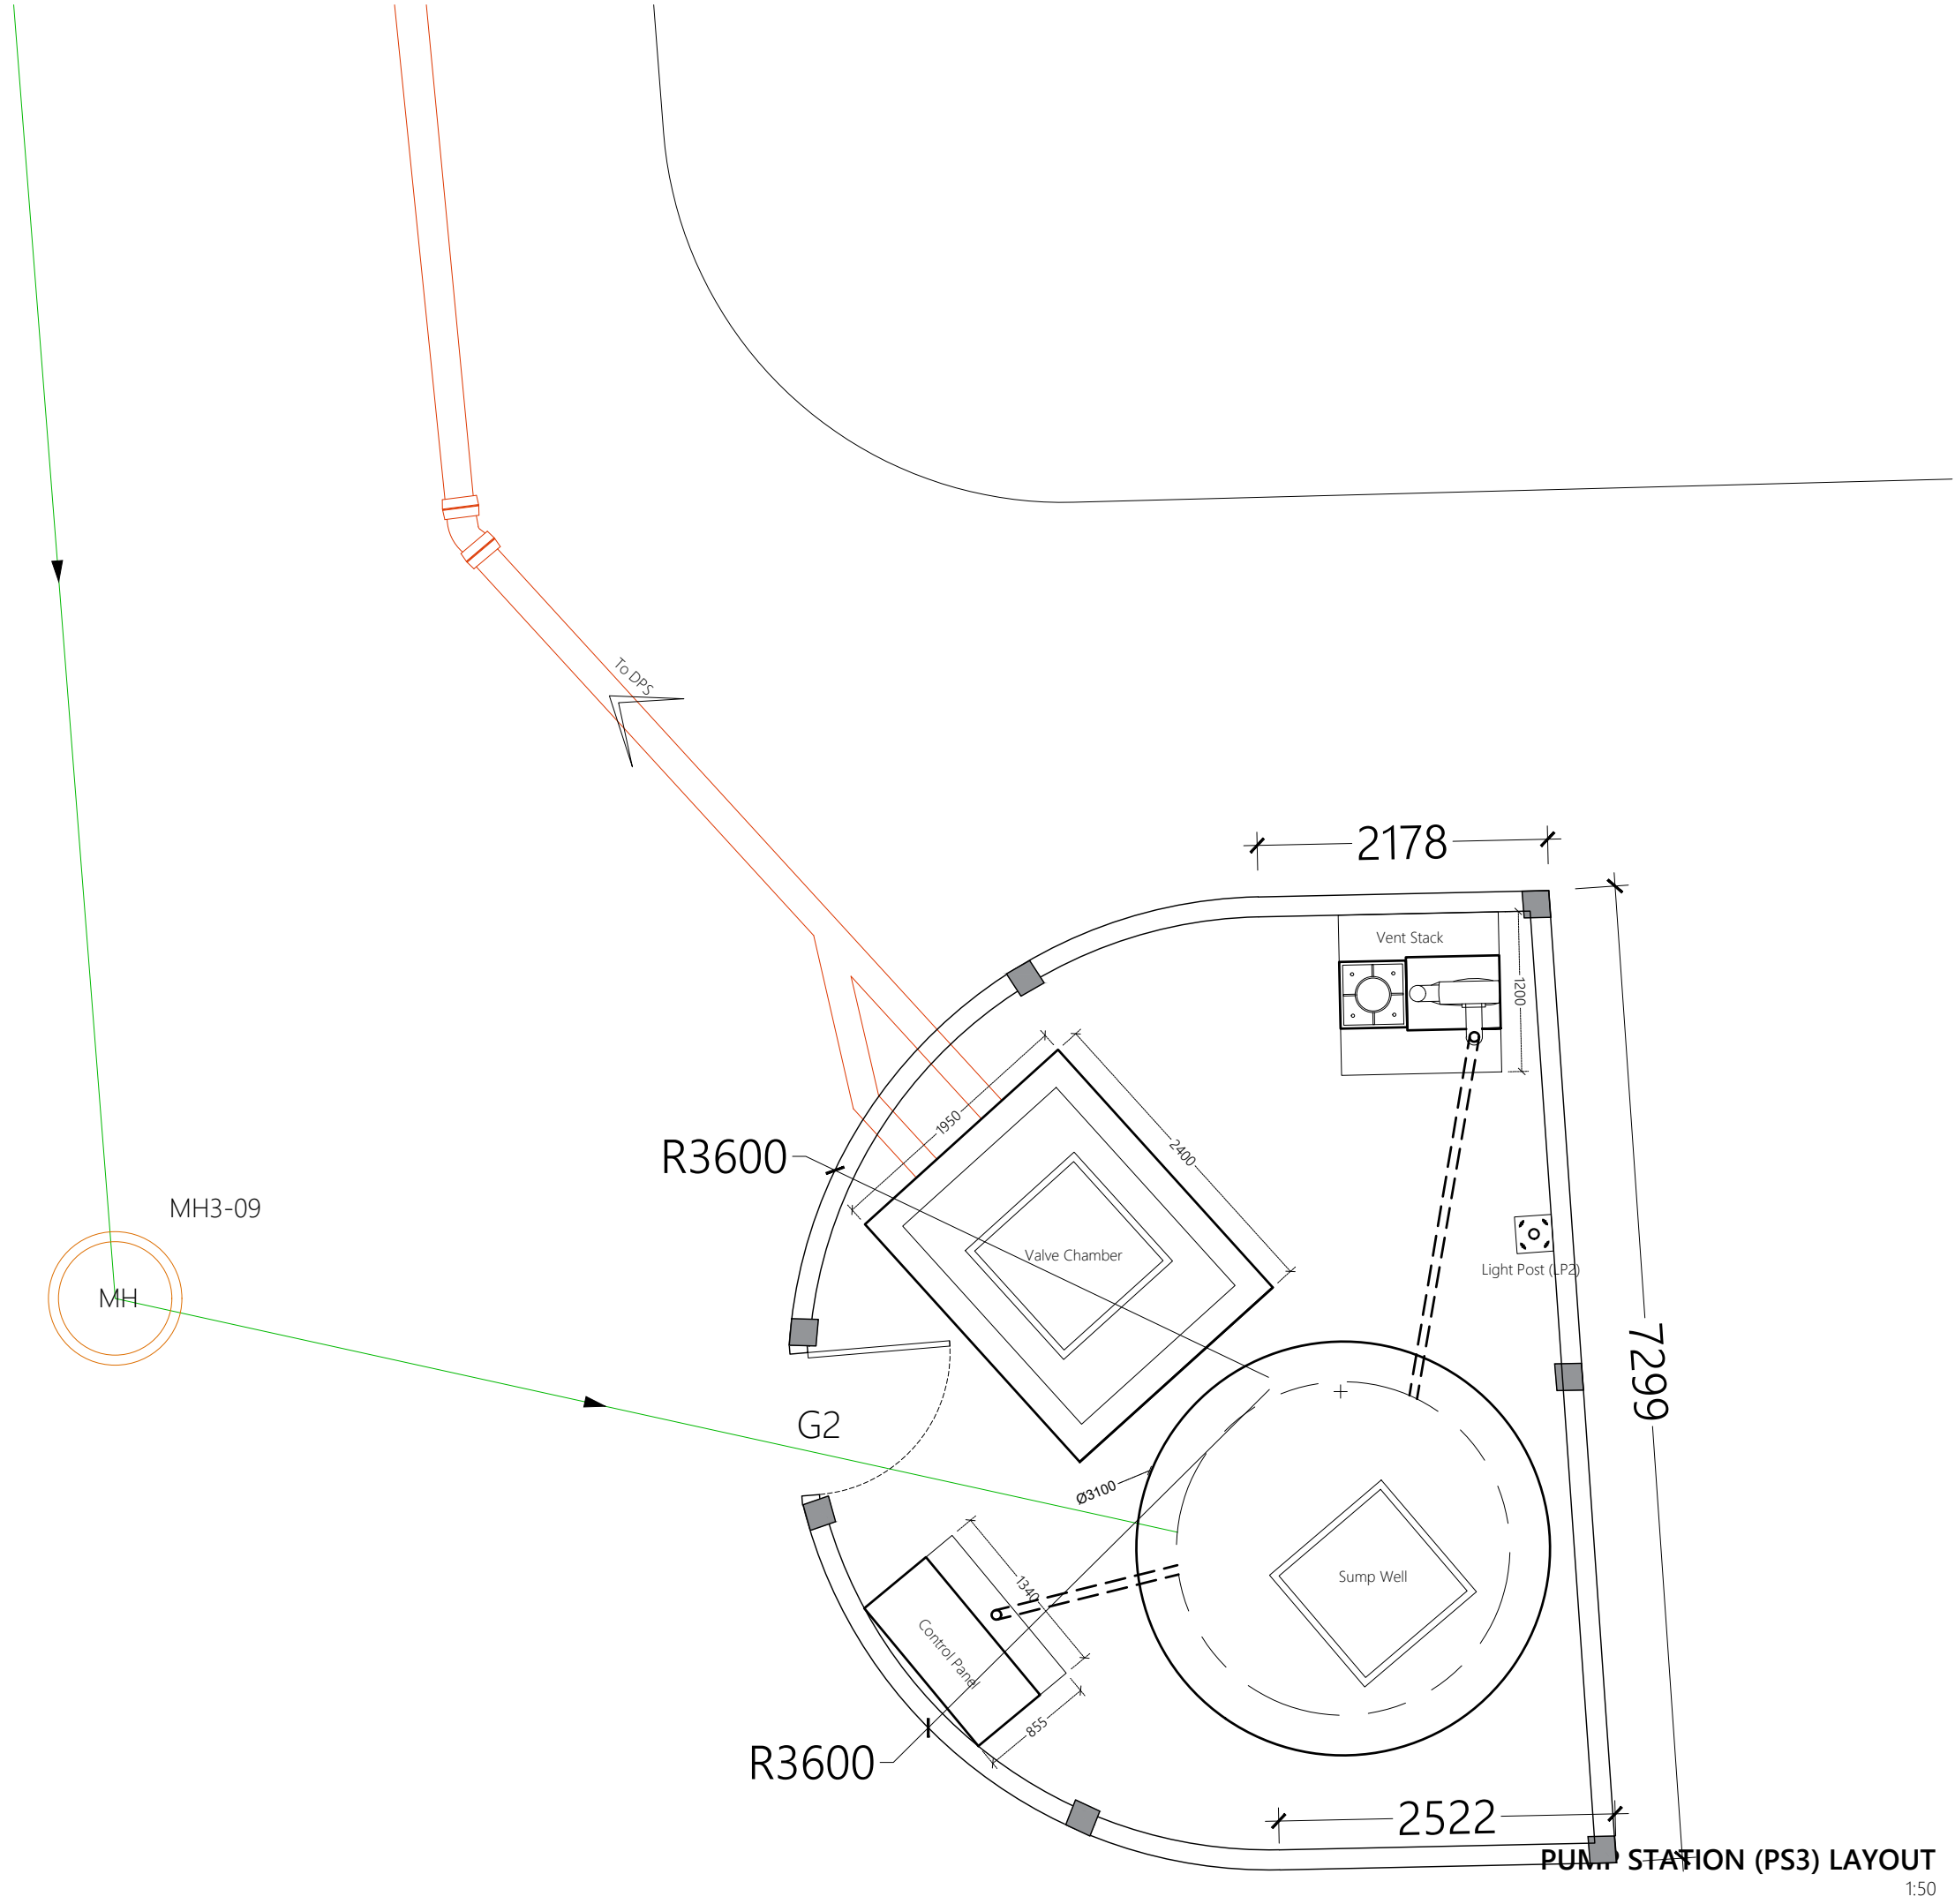 To DPS
2178
Vent Stack
1200
1950
2400
R3600
MH3-09
Valve Chamber
Light Post (LP2)
MH
7299
G2
Ø3100
Sump Well
1340
Control Panel
855
R3600
2522
PUMP STATION (PS3) LAYOUT
1:50